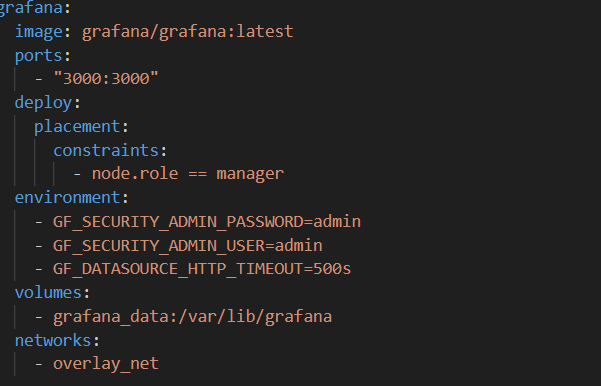 grafana:
  image: grafana/grafana:latest
  ports:
    - "3000:3000"
  deploy:
    placement:
      constraints:
        - node.role == manager
  environment:
    - GF_SECURITY_ADMIN_PASSWORD=admin
    - GF_SECURITY_ADMIN_USER=admin
    - GF_DATASOURCE_HTTP_TIMEOUT=500s
  volumes:
    - grafana_data:/var/lib/grafana
  networks:
    - overlay_net